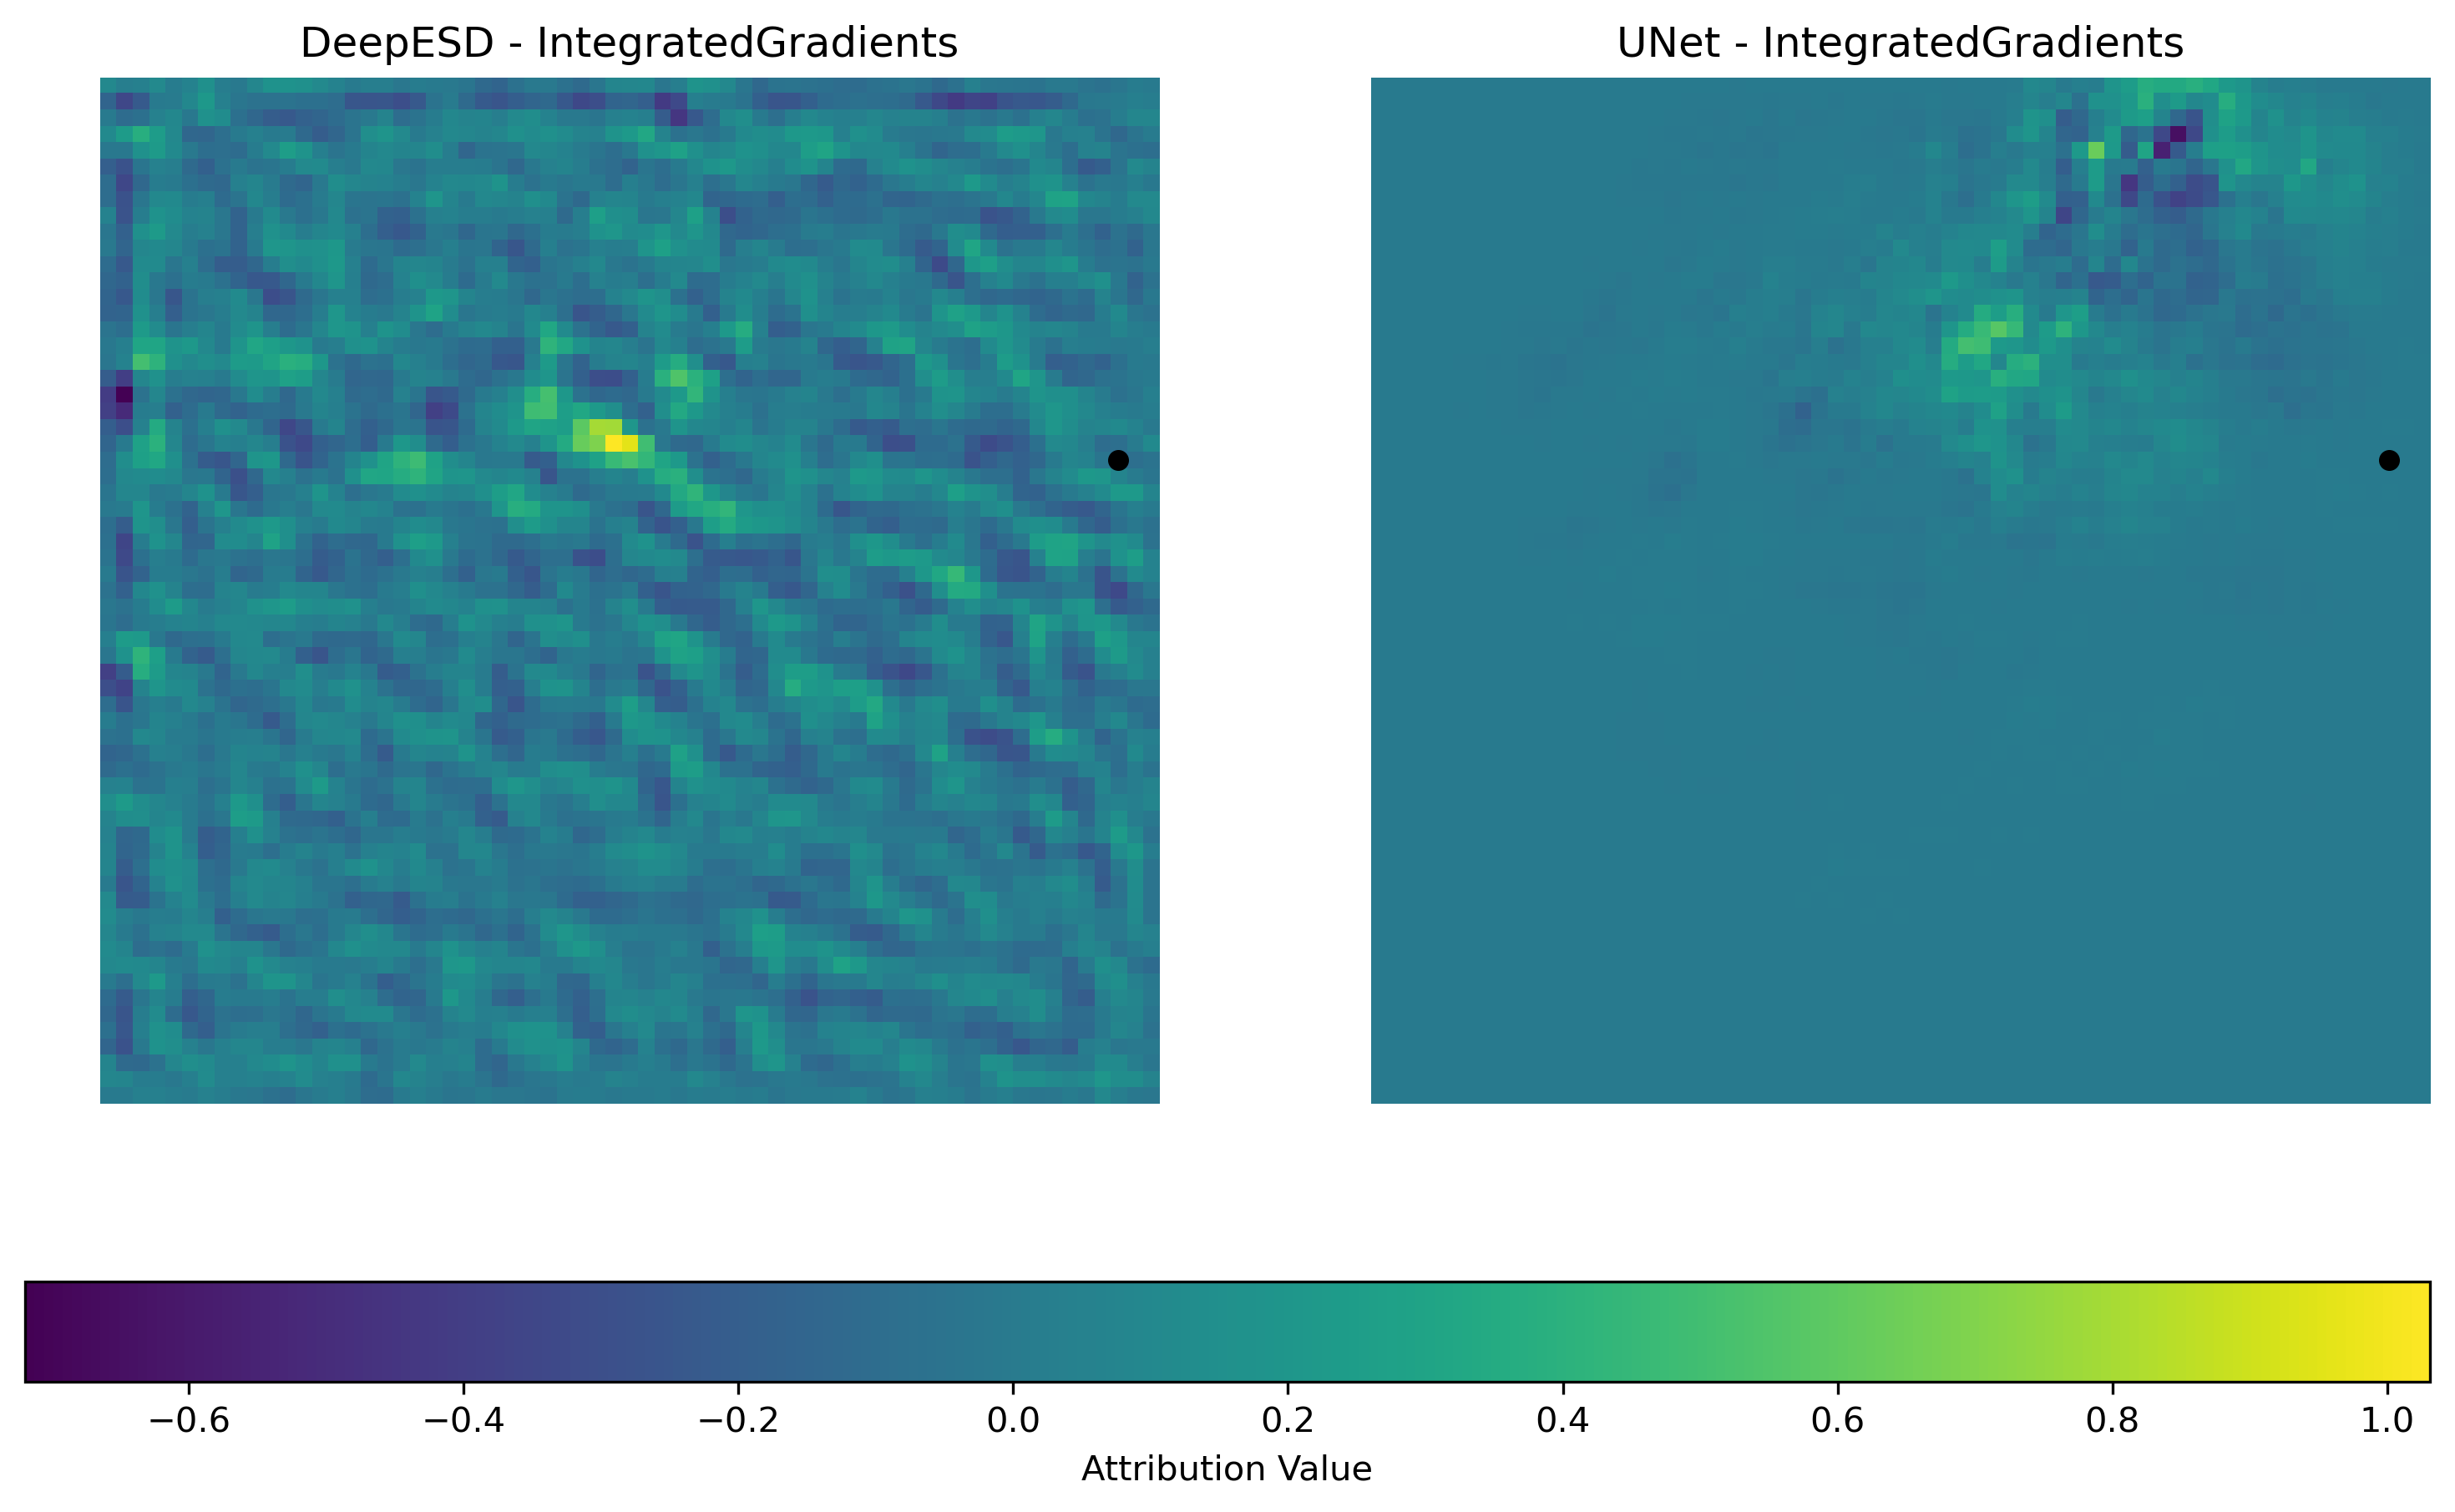 DeepESD - IntegratedGradients
UNet - IntegratedGradients
−0.6 −0.4 −0.2 0.0 0.2 0.4 0.6 0.8 1.0
Attribution Value